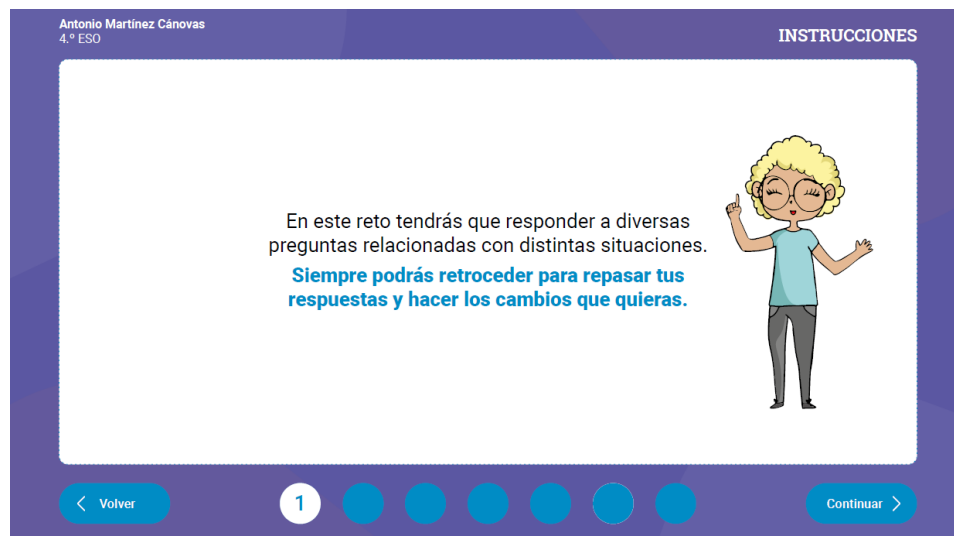 Antonio Martínez Cánovas
4.º ESO
INSTRUCCIONES
En este reto tendrás que responder a diversas
preguntas relacionadas con distintas situaciones.
Siempre podrás retroceder para repasar tus
respuestas y hacer los cambios que quieras.
Volver
1
Continuar